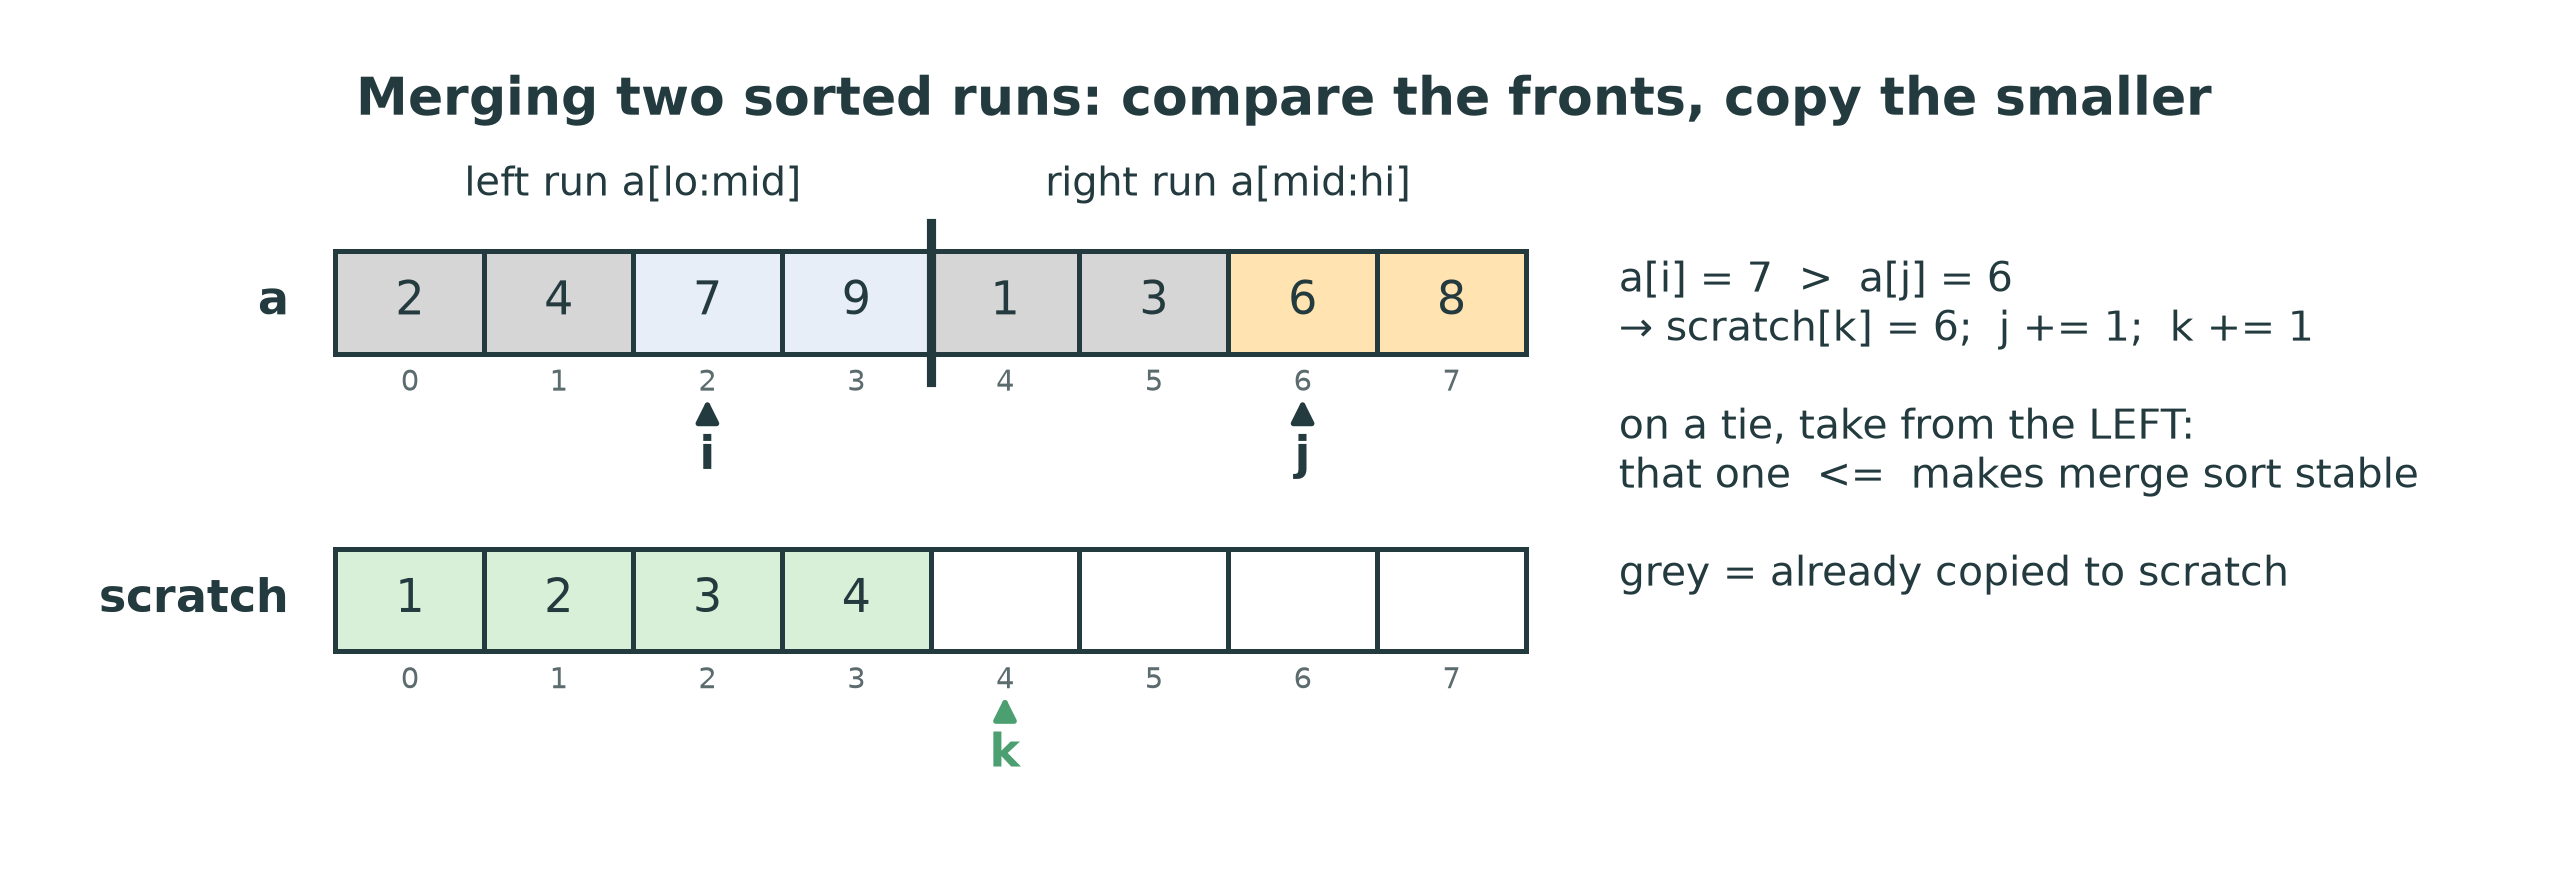 Merging two sorted runs: compare the fronts, copy the smaller
left run a[lo:mid]
right run a[mid:hi]
a
2 4 7 9 1 3 6 8
0 1 2 3 4 5 6 7
i
j
a[i] = 7 > a[j] = 6
→ scratch[k] = 6; j += 1; k += 1
on a tie, take from the LEFT:
that one <= makes merge sort stable
grey = already copied to scratch
scratch
1 2 3 4
0 1 2 3 4 5 6 7
k